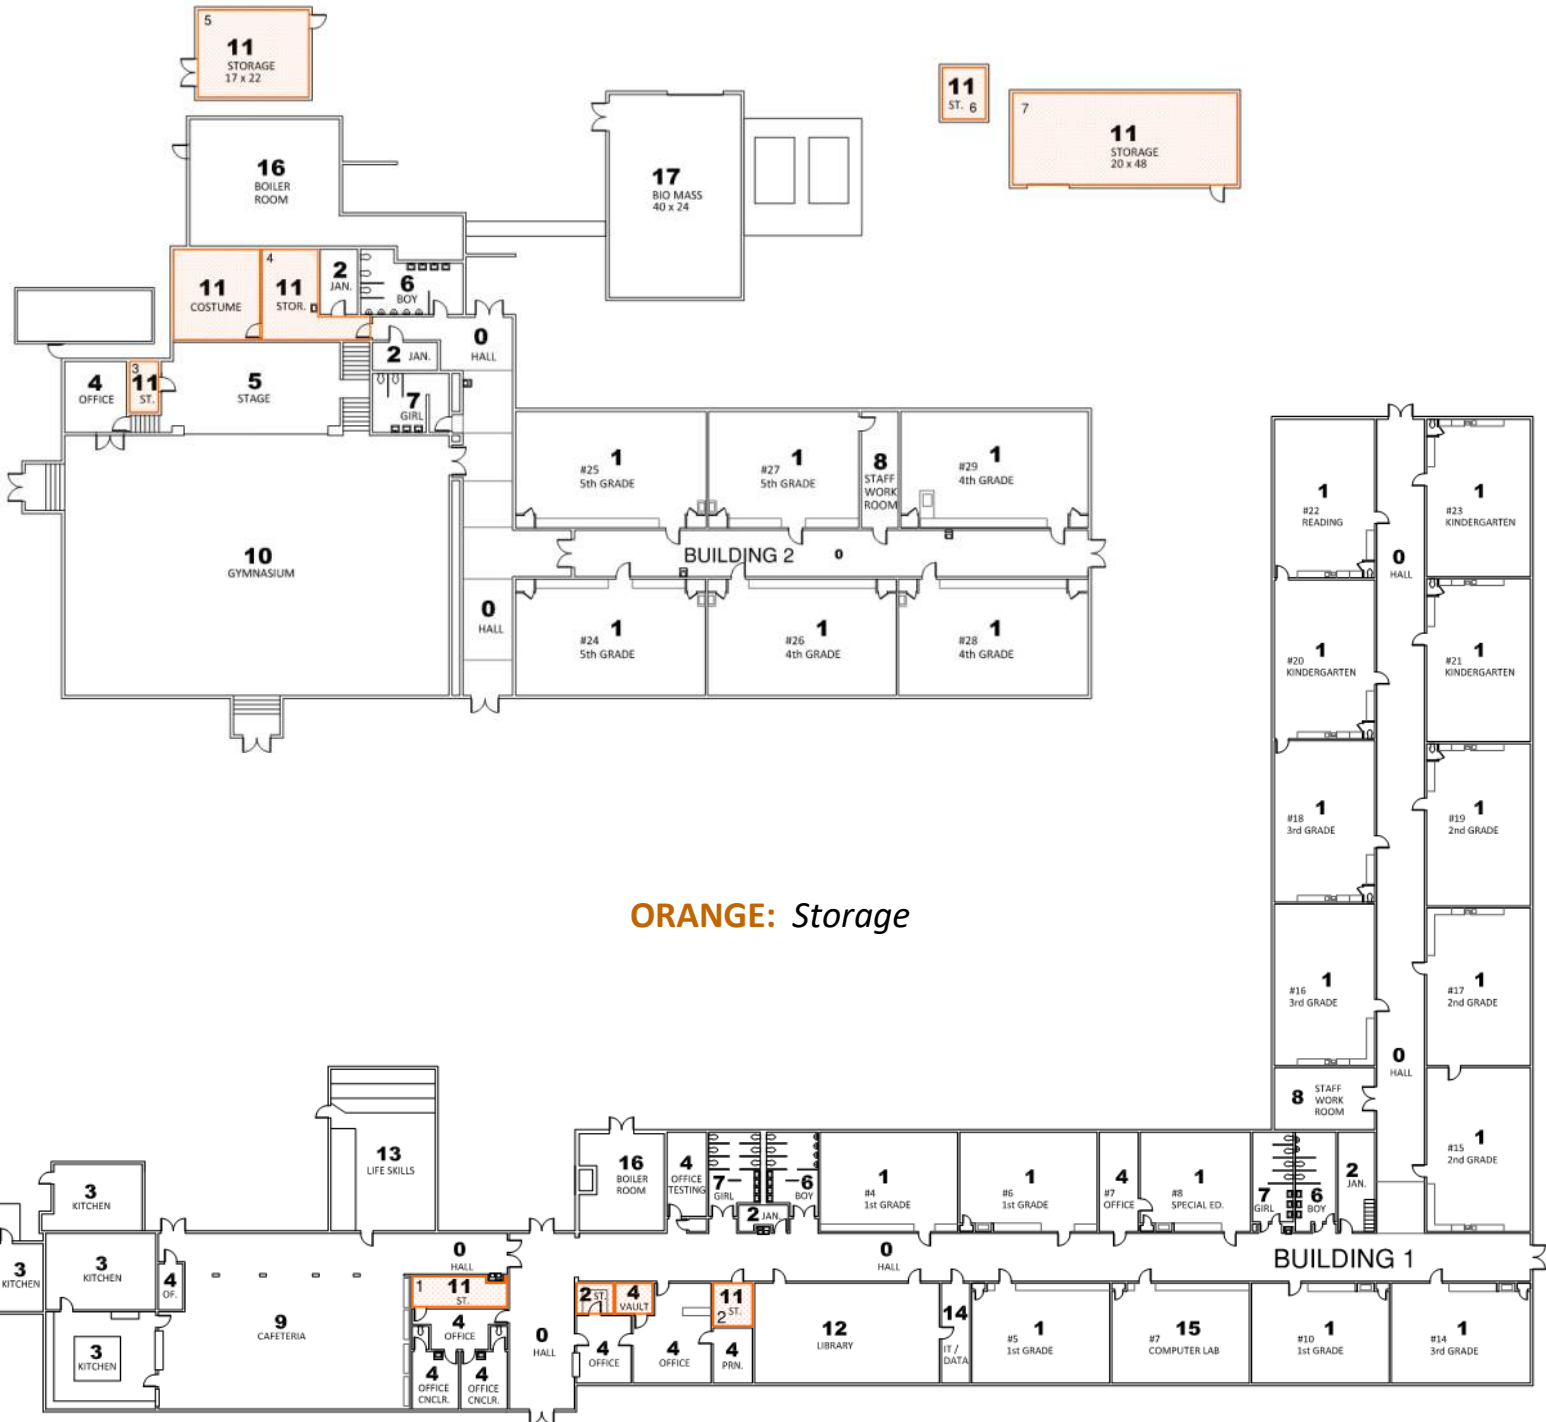 5
11
STORAGE
17 x 22
11
ST. 6
7
11
STORAGE
20 x 48
16
BOILER
ROOM
17
BIO MASS
40 x 24
11
COSTUME
4
11
STOR.
2
JAN.
6
BOY
0
HALL
2 JAN.
4
OFFICE
3
11
ST.
5
STAGE
7
GIRL
1
#25
5th GRADE
1
#27
5th GRADE
8
STAFF
WORK
ROOM
1
#29
4th GRADE
10
GYMNASIUM
BUILDING 2 0
0
HALL
1
#24
5th GRADE
1
#26
4th GRADE
1
#28
4th GRADE
1
#22
READING
1
#23
KINDERGARTEN
0
HALL
1
#20
KINDERGARTEN
1
#21
KINDERGARTEN
1
#18
3rd GRADE
1
#19
2nd GRADE
ORANGE: Storage
1
#16
3rd GRADE
1
#17
2nd GRADE
0
HALL
8
STAFF
WORK
ROOM
1
#15
2nd GRADE
13
LIFE SKILLS
3
KITCHEN
16
BOILER
ROOM
4
OFFICE
TESTING
7
GIRL
6
BOY
2 JAN.
1
#4
1st GRADE
1
#6
1st GRADE
4
#7
OFFICE
1
#8
SPECIAL ED.
7
GIRL
6
BOY
2
JAN.
3
KITCHEN
3
KITCHEN
4
OF.
0
HALL
0
HALL
BUILDING 1
1
11
ST.
2 ST.
4
VAULT
11
ST.
2
9
CAFETERIA
4
OFFICE
0
HALL
4
OFFICE
4
OFFICE
4
PRN.
12
LIBRARY
14
IT /
DATA
1
#5
1st GRADE
15
#7
COMPUTER LAB
1
#10
1st GRADE
1
#14
3rd GRADE
3
KITCHEN
4
OFFICE
CNCLR.
4
OFFICE
CNCLR.